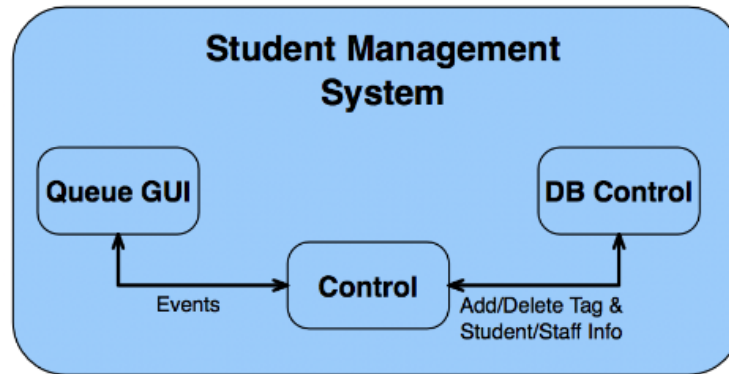 Student Management
System
Queue GUI
DB Control
Control
Events
Add/Delete Tag &
Student/Staff Info